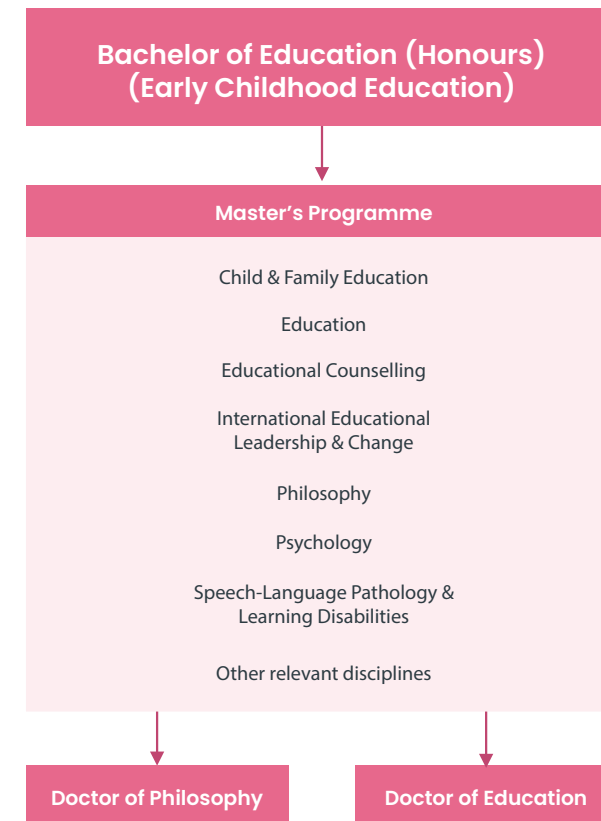 Bachelor of Education (Honours)
(Early Childhood Education)
Master’s Programme
Child & Family Education
Education
Educational Counselling
International Educational
Leadership & Change
Philosophy
Psychology
Speech-Language Pathology &
Learning Disabilities
Other relevant disciplines
Doctor of Philosophy
Doctor of Education